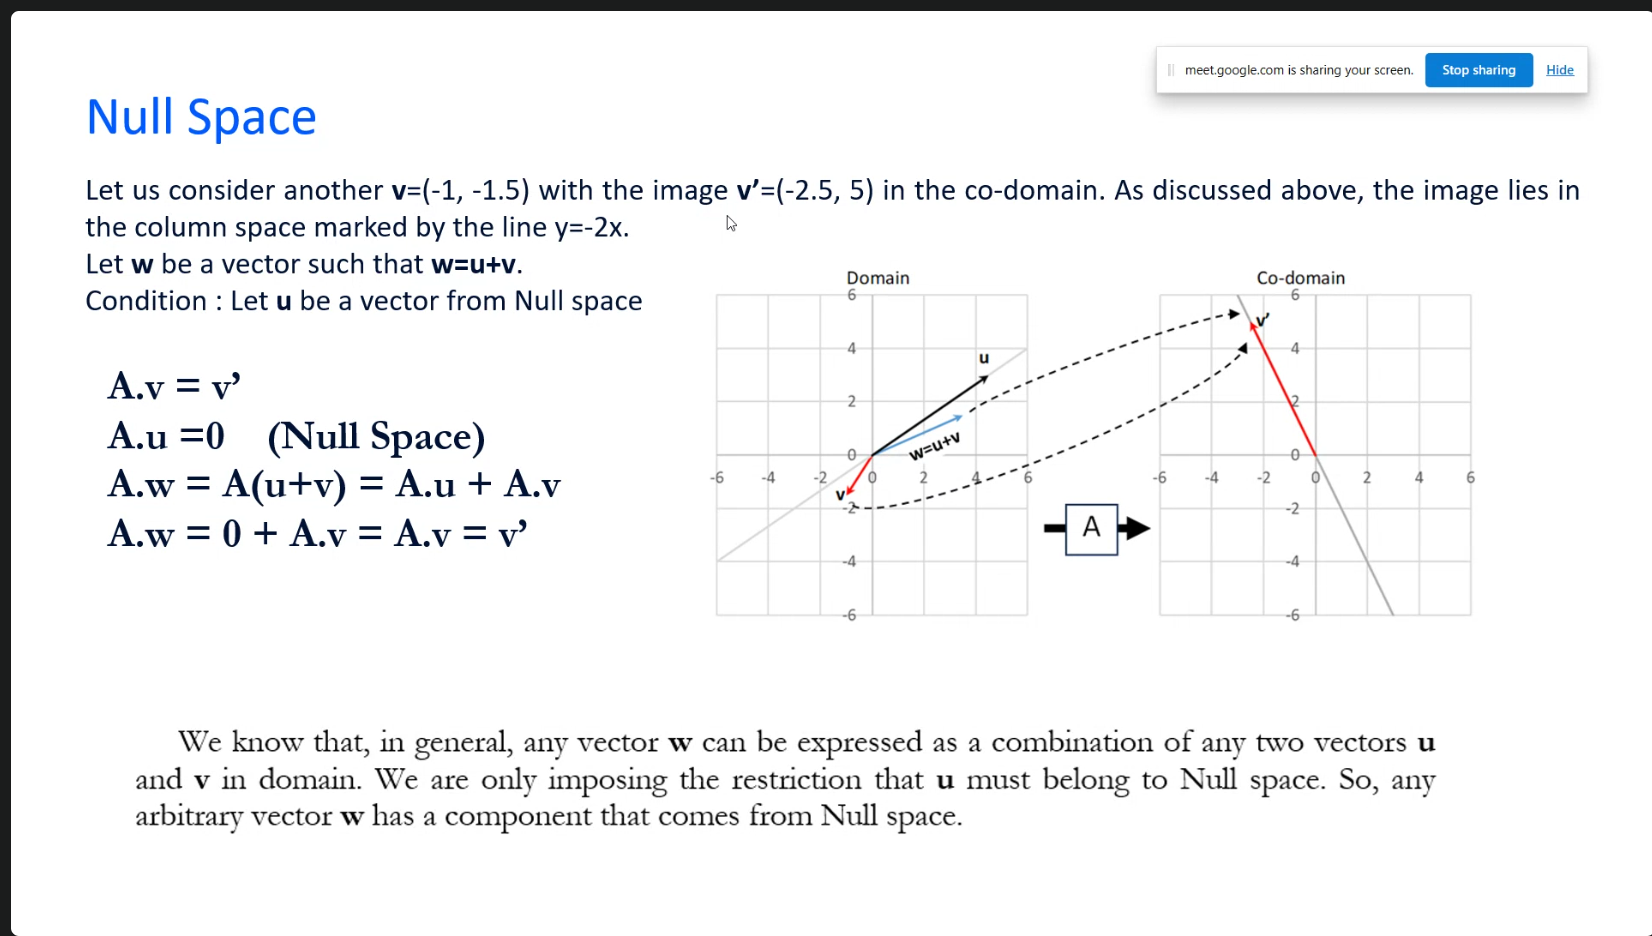 meet.google.com is sharing your screen. Stop sharing Hide
Null Space
Let us consider another v=(-1, -1.5) with the image v’=(-2.5, 5) in the co-domain. As discussed above, the image lies in
the column space marked by the line y=-2x.
Let w be a vector such that w=u+v.
Condition : Let u be a vector from Null space
A.v = v’
A.u =0 (Null Space)
A.w = A(u+v) = A.u + A.v
A.w = 0 + A.v = A.v = v’
Domain
6
4
2
0
-2
-4
-6
-6 -4 -2 0 2 4 6
u
w=u+v
v
A
Co-domain
6
4
2
0
-2
-4
-6
-6 -4 -2 0 2 4 6
v’
We know that, in general, any vector w can be expressed as a combination of any two vectors u
and v in domain. We are only imposing the restriction that u must belong to Null space. So, any
arbitrary vector w has a component that comes from Null space.